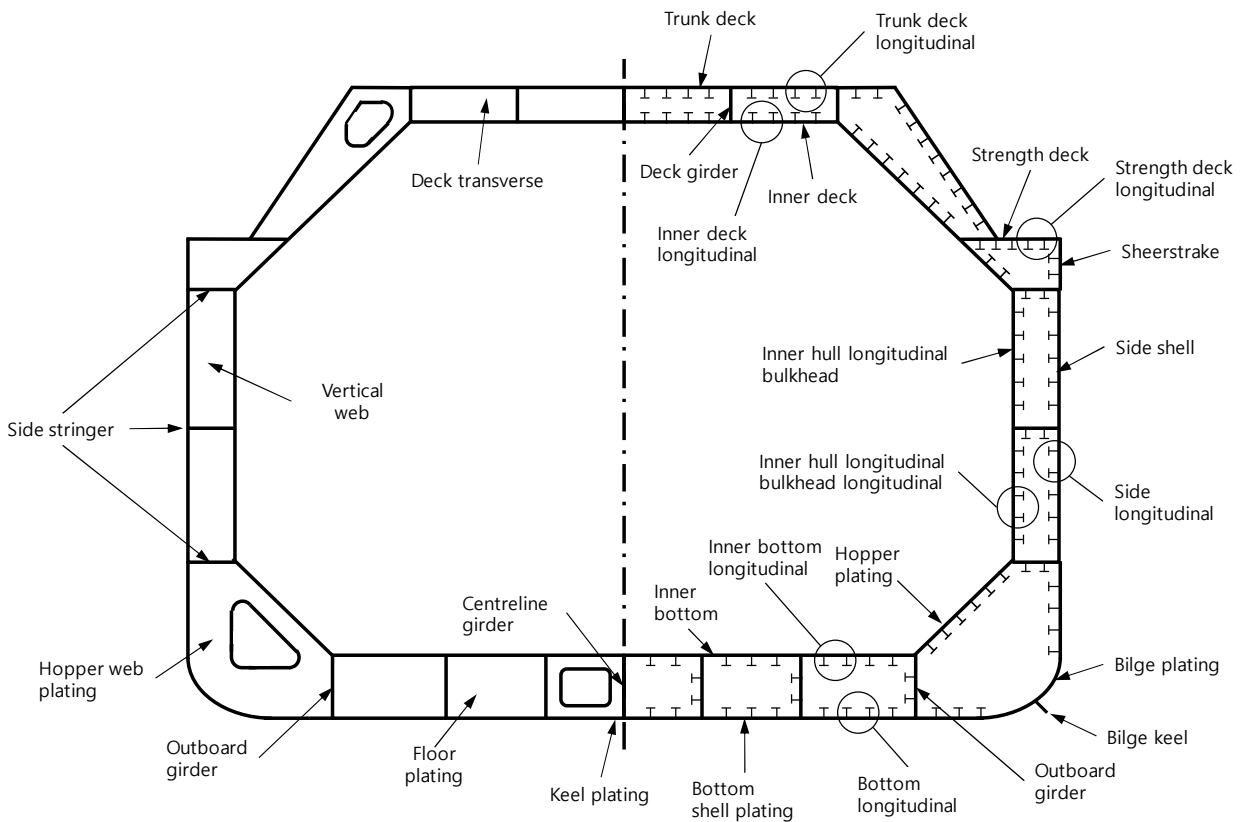 Trunk deck
Trunk deck
longitudinal
Deck transverse
Deck girder
Inner deck
Inner deck
longitudinal
Strength deck
Strength deck
longitudinal
Sheerstrake
Inner hull longitudinal
bulkhead
Side shell
Vertical
web
Side stringer
Inner hull longitudinal
bulkhead longitudinal
Side
longitudinal
Inner bottom
longitudinal
Hopper
plating
Centreline
girder
Inner
bottom
Hopper web
plating
Bilge plating
Outboard
girder
Floor
plating
Keel plating
Bottom
shell plating
Bottom
longitudinal
Outboard
girder
Bilge keel